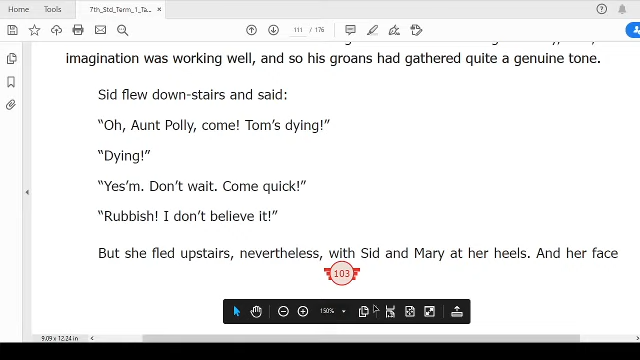 Home
Tools
7th_Std_Term_1_Ta...
×
111 / 176
imagination was working well, and so his groans had gathered quite a genuine tone.
Sid flew down-stairs and said:
“Oh, Aunt Polly, come! Tom’s dying!”
“Dying!”
“Yes’m. Don’t wait. Come quick!”
“Rubbish! I don’t believe it!”
But she fled upstairs, nevertheless, with Sid and Mary at her heels. And her face
103
150%
9.09 x 12.24 in